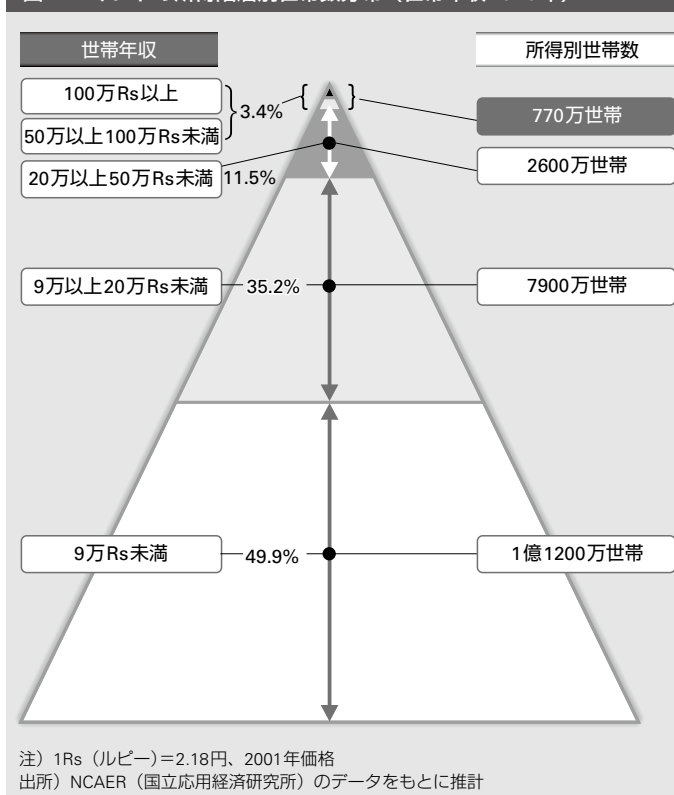 世帯年収
所得別世帯数
100万Rs以上
50万以上100万Rs未満
3.4%
770万世帯
20万以上50万Rs未満
11.5%
2600万世帯
9万以上20万Rs未満
35.2%
7900万世帯
9万Rs未満
49.9%
1億1200万世帯
注）1Rs（ルピー）=2.18円、2001年価格
出所）NCAER（国立応用経済研究所）のデータをもとに推計